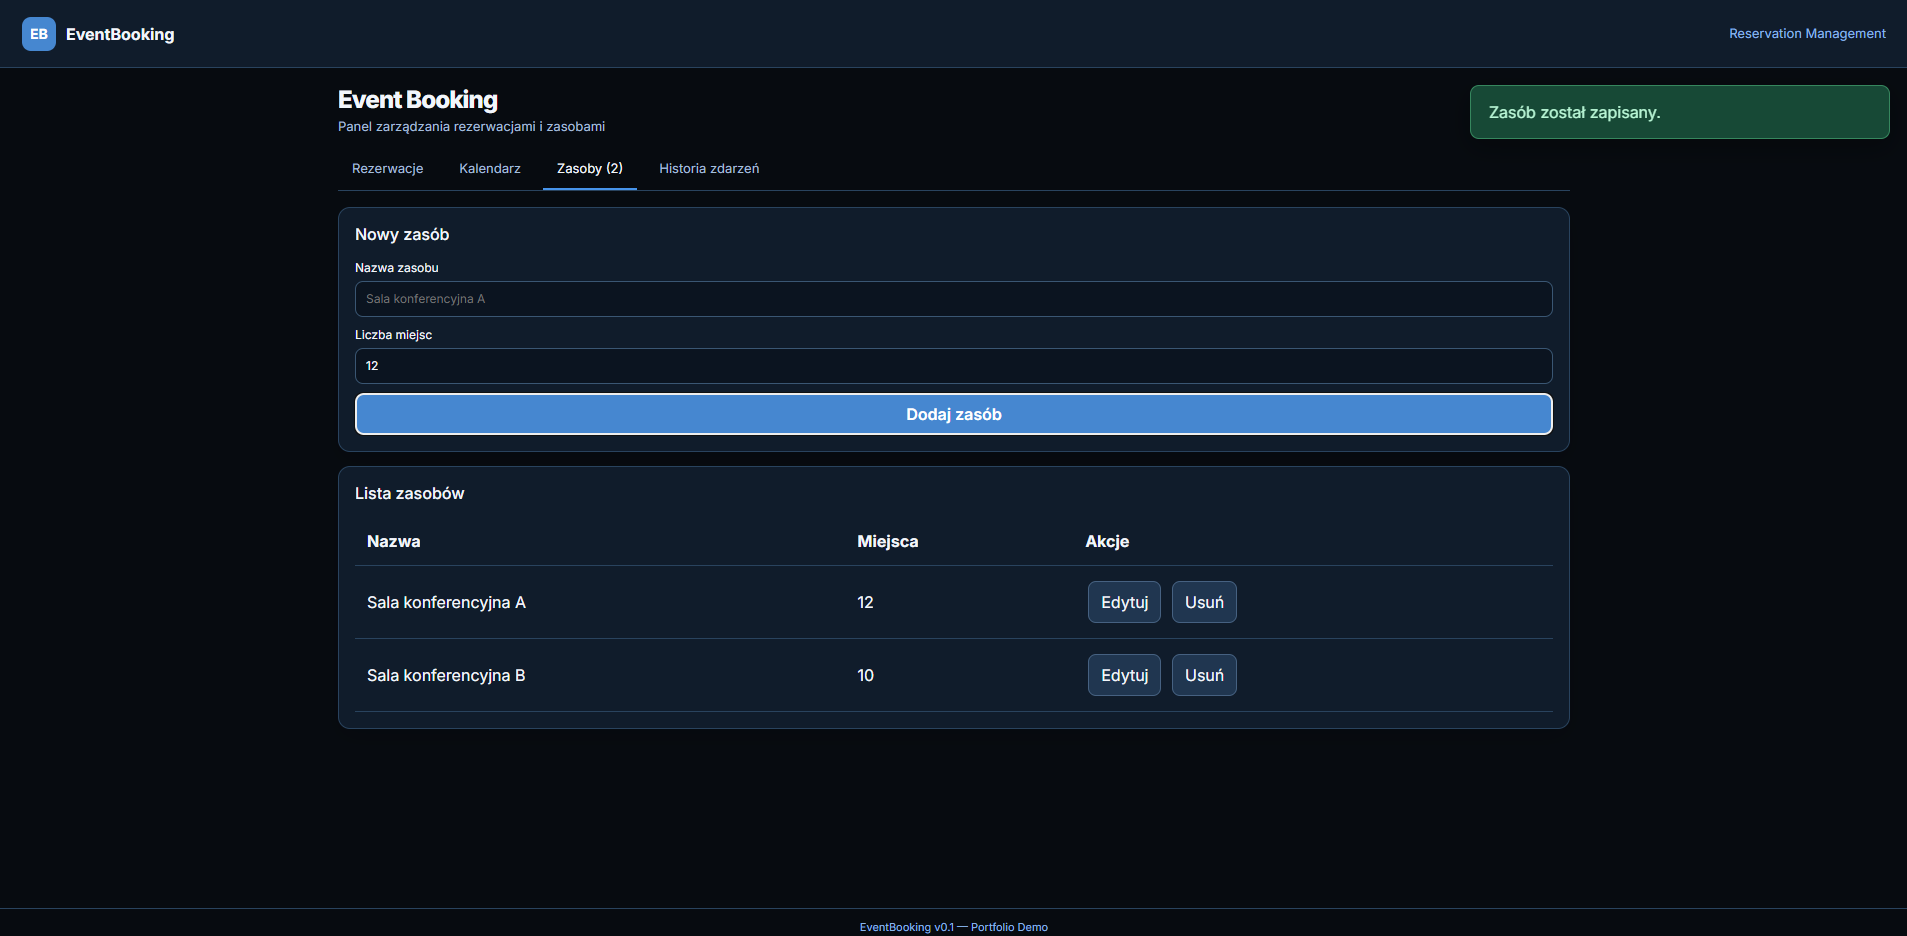 EB EventBooking
Reservation Management
Event Booking
Panel zarządzania rezerwacjami i zasobami
Zasób został zapisany.
Rezerwacje Kalendarz Zasoby (2) Historia zdarzeń
Nowy zasób
Nazwa zasobu
Sala konferencyjna A
Liczba miejsc
12
Dodaj zasób
Lista zasobów
Nazwa Miejsca Akcje
Sala konferencyjna A 12 Edytuj Usuń
Sala konferencyjna B 10 Edytuj Usuń
EventBooking v0.1 — Portfolio Demo